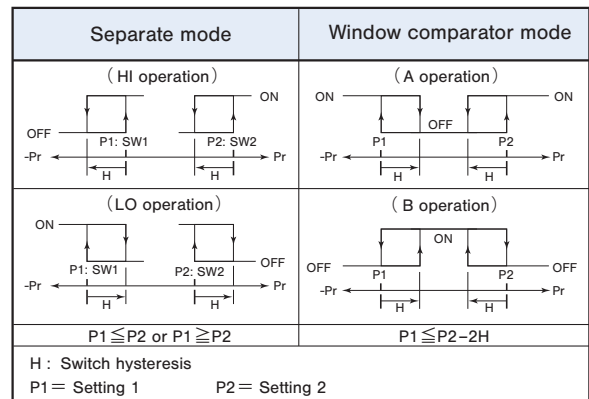 Separate mode
Window comparator mode
(HI operation)
ON
OFF
P1: SW1
P2: SW2
-Pr
Pr
H
H
(A operation)
ON
ON
OFF
P1
P2
-Pr
Pr
H
H
(LO operation)
ON
P1: SW1
P2: SW2
OFF
-Pr
Pr
H
H
(B operation)
ON
OFF
P1
P2
OFF
-Pr
Pr
H
H
P1≦P2 or P1≧P2
P1≦P2−2H
H : Switch hysteresis
P1＝ Setting 1 P2＝ Setting 2